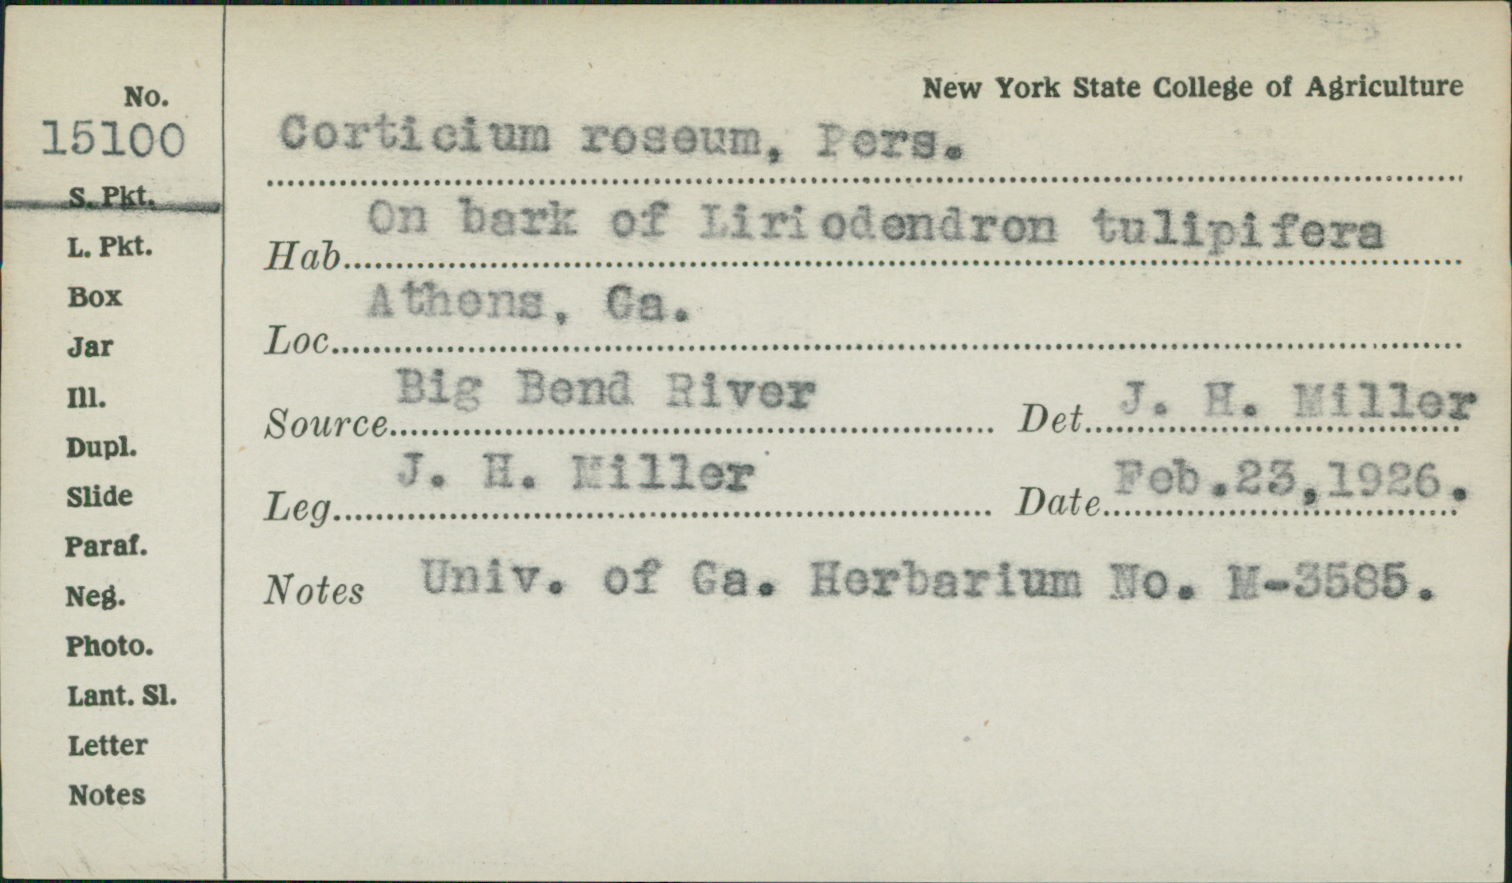 New York State College of Agriculture
No.
15100
Corticium roseum, Pers.
S. Pkt.
Hab. On bark of Liriodendron tulipifera
L. Pkt.
Box
Loc. Athens, Ga.
Jar
Ill.
Source Big Bend River Det. J. H. Miller
Dupl.
Slide
Leg. J. H. Miller Date Feb.23,1926.
Paraf.
Neg.
Notes Univ. of Ga. Herbarium No. M-3585.
Photo.
Lant. Sl.
Letter
Notes